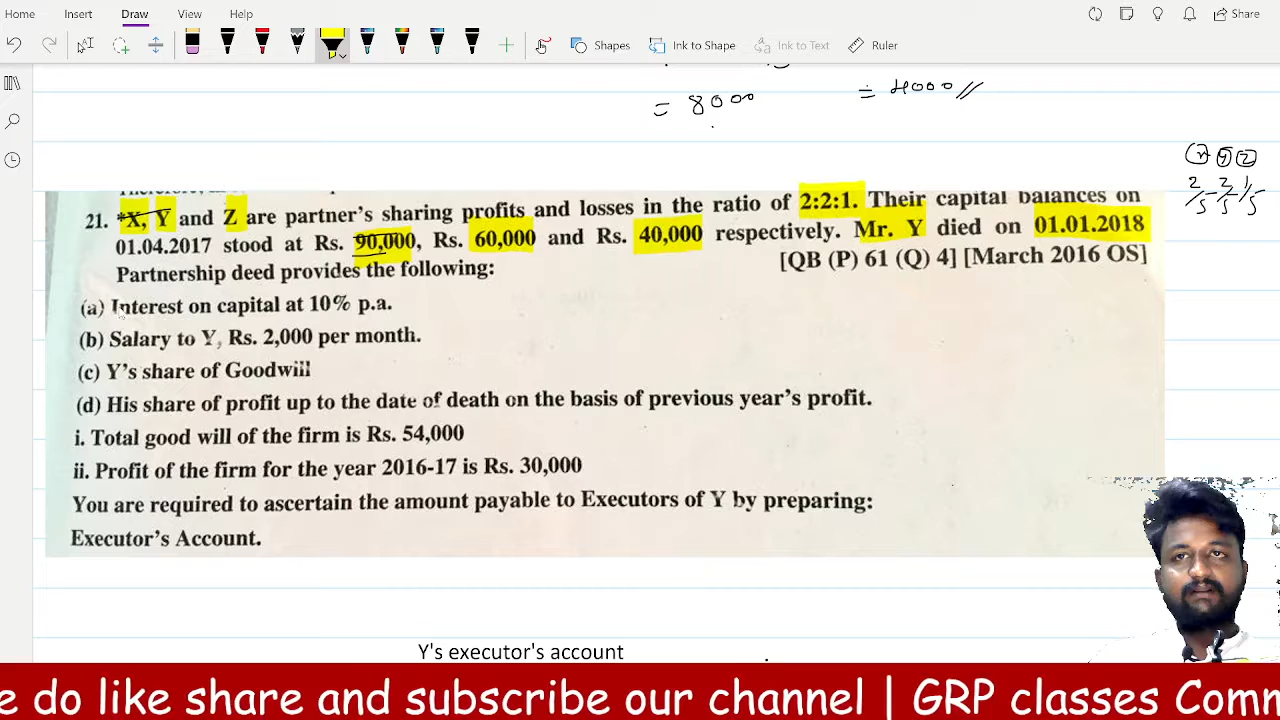 Home Insert Draw View Help Share
Shapes Ink to Shape Ink to Text Ruler
= 8000 = 4000 //
X Y Z
2/5 2/5 1/5
21. *X, Y and Z are partner's sharing profits and losses in the ratio of 2:2:1. Their capital balances on
01.04.2017 stood at Rs. 90,000, Rs. 60,000 and Rs. 40,000 respectively. Mr. Y died on 01.01.2018
Partnership deed provides the following: [QB (P) 61 (Q) 4] [March 2016 OS]
(a) Interest on capital at 10% p.a.
(b) Salary to Y, Rs. 2,000 per month.
(c) Y's share of Goodwill
(d) His share of profit up to the date of death on the basis of previous year's profit.
i. Total good will of the firm is Rs. 54,000
ii. Profit of the firm for the year 2016-17 is Rs. 30,000
You are required to ascertain the amount payable to Executors of Y by preparing:
Executor's Account.
Y's executor's account
e do like share and subscribe our channel | GRP classes Comm